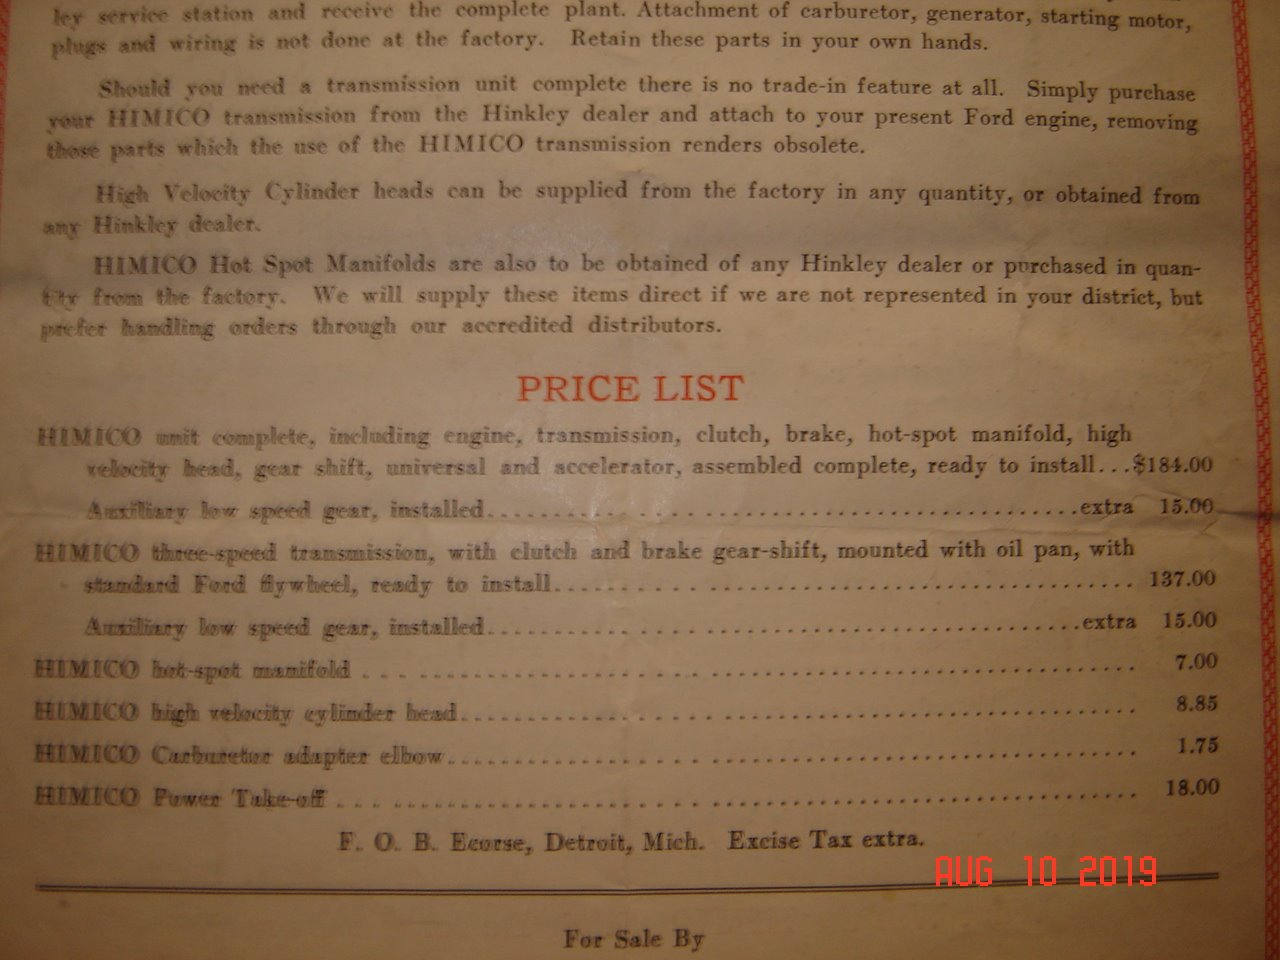 ley service station and receive the complete plant. Attachment of carburetor, generator, starting motor,
plugs and wiring is not done at the factory. Retain these parts in your own hands.
Should you need a transmission unit complete there is no trade-in feature at all. Simply purchase
your HIMICO transmission from the Hinkley dealer and attach to your present Ford engine, removing
those parts which the use of the HIMICO transmission renders obsolete.
High Velocity Cylinder heads can be supplied from the factory in any quantity, or obtained from
any Hinkley dealer.
HIMICO Hot Spot Manifolds are also to be obtained of any Hinkley dealer or purchased in quan-
tity from the factory. We will supply these items direct if we are not represented in your district, but
prefer handling orders through our accredited distributors.
PRICE LIST
HIMICO unit complete, including engine, transmission, clutch, brake, hot-spot manifold, high
velocity head, gear shift, universal and accelerator, assembled complete, ready to install...$184.00
Auxiliary low speed gear, installed....................extra 15.00
HIMICO three-speed transmission, with clutch and brake gear-shift, mounted with oil pan, with
standard Ford flywheel, ready to install.................... 137.00
Auxiliary low speed gear, installed....................extra 15.00
HIMICO hot-spot manifold .................... 7.00
HIMICO high velocity cylinder head.................... 8.85
HIMICO Carburetor adapter elbow.................... 1.75
HIMICO Power Take-off .................... 18.00
F. O. B. Ecorse, Detroit, Mich. Excise Tax extra.
AUG 10 2019
For Sale By